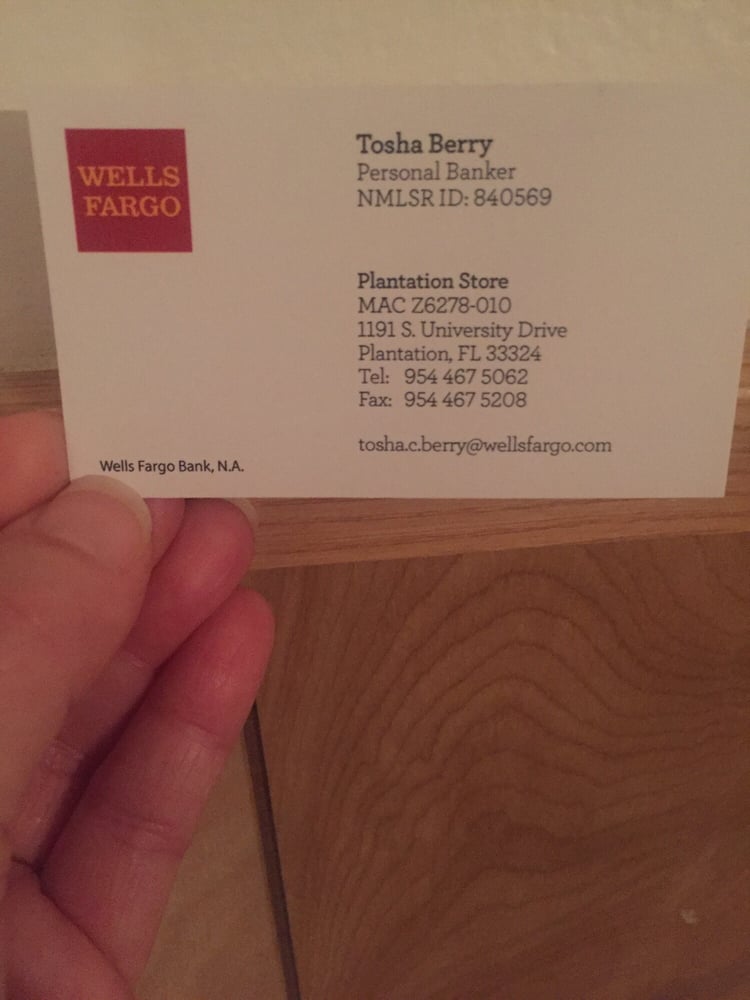 WELLS
FARGO
Tosha Berry
Personal Banker
NMLSR ID: 840569
Plantation Store
MAC Z6278-010
1191 S. University Drive
Plantation, FL 33324
Tel: 954 467 5062
Fax: 954 467 5208
tosha.c.berry@wellsfargo.com
Wells Fargo Bank, N.A.